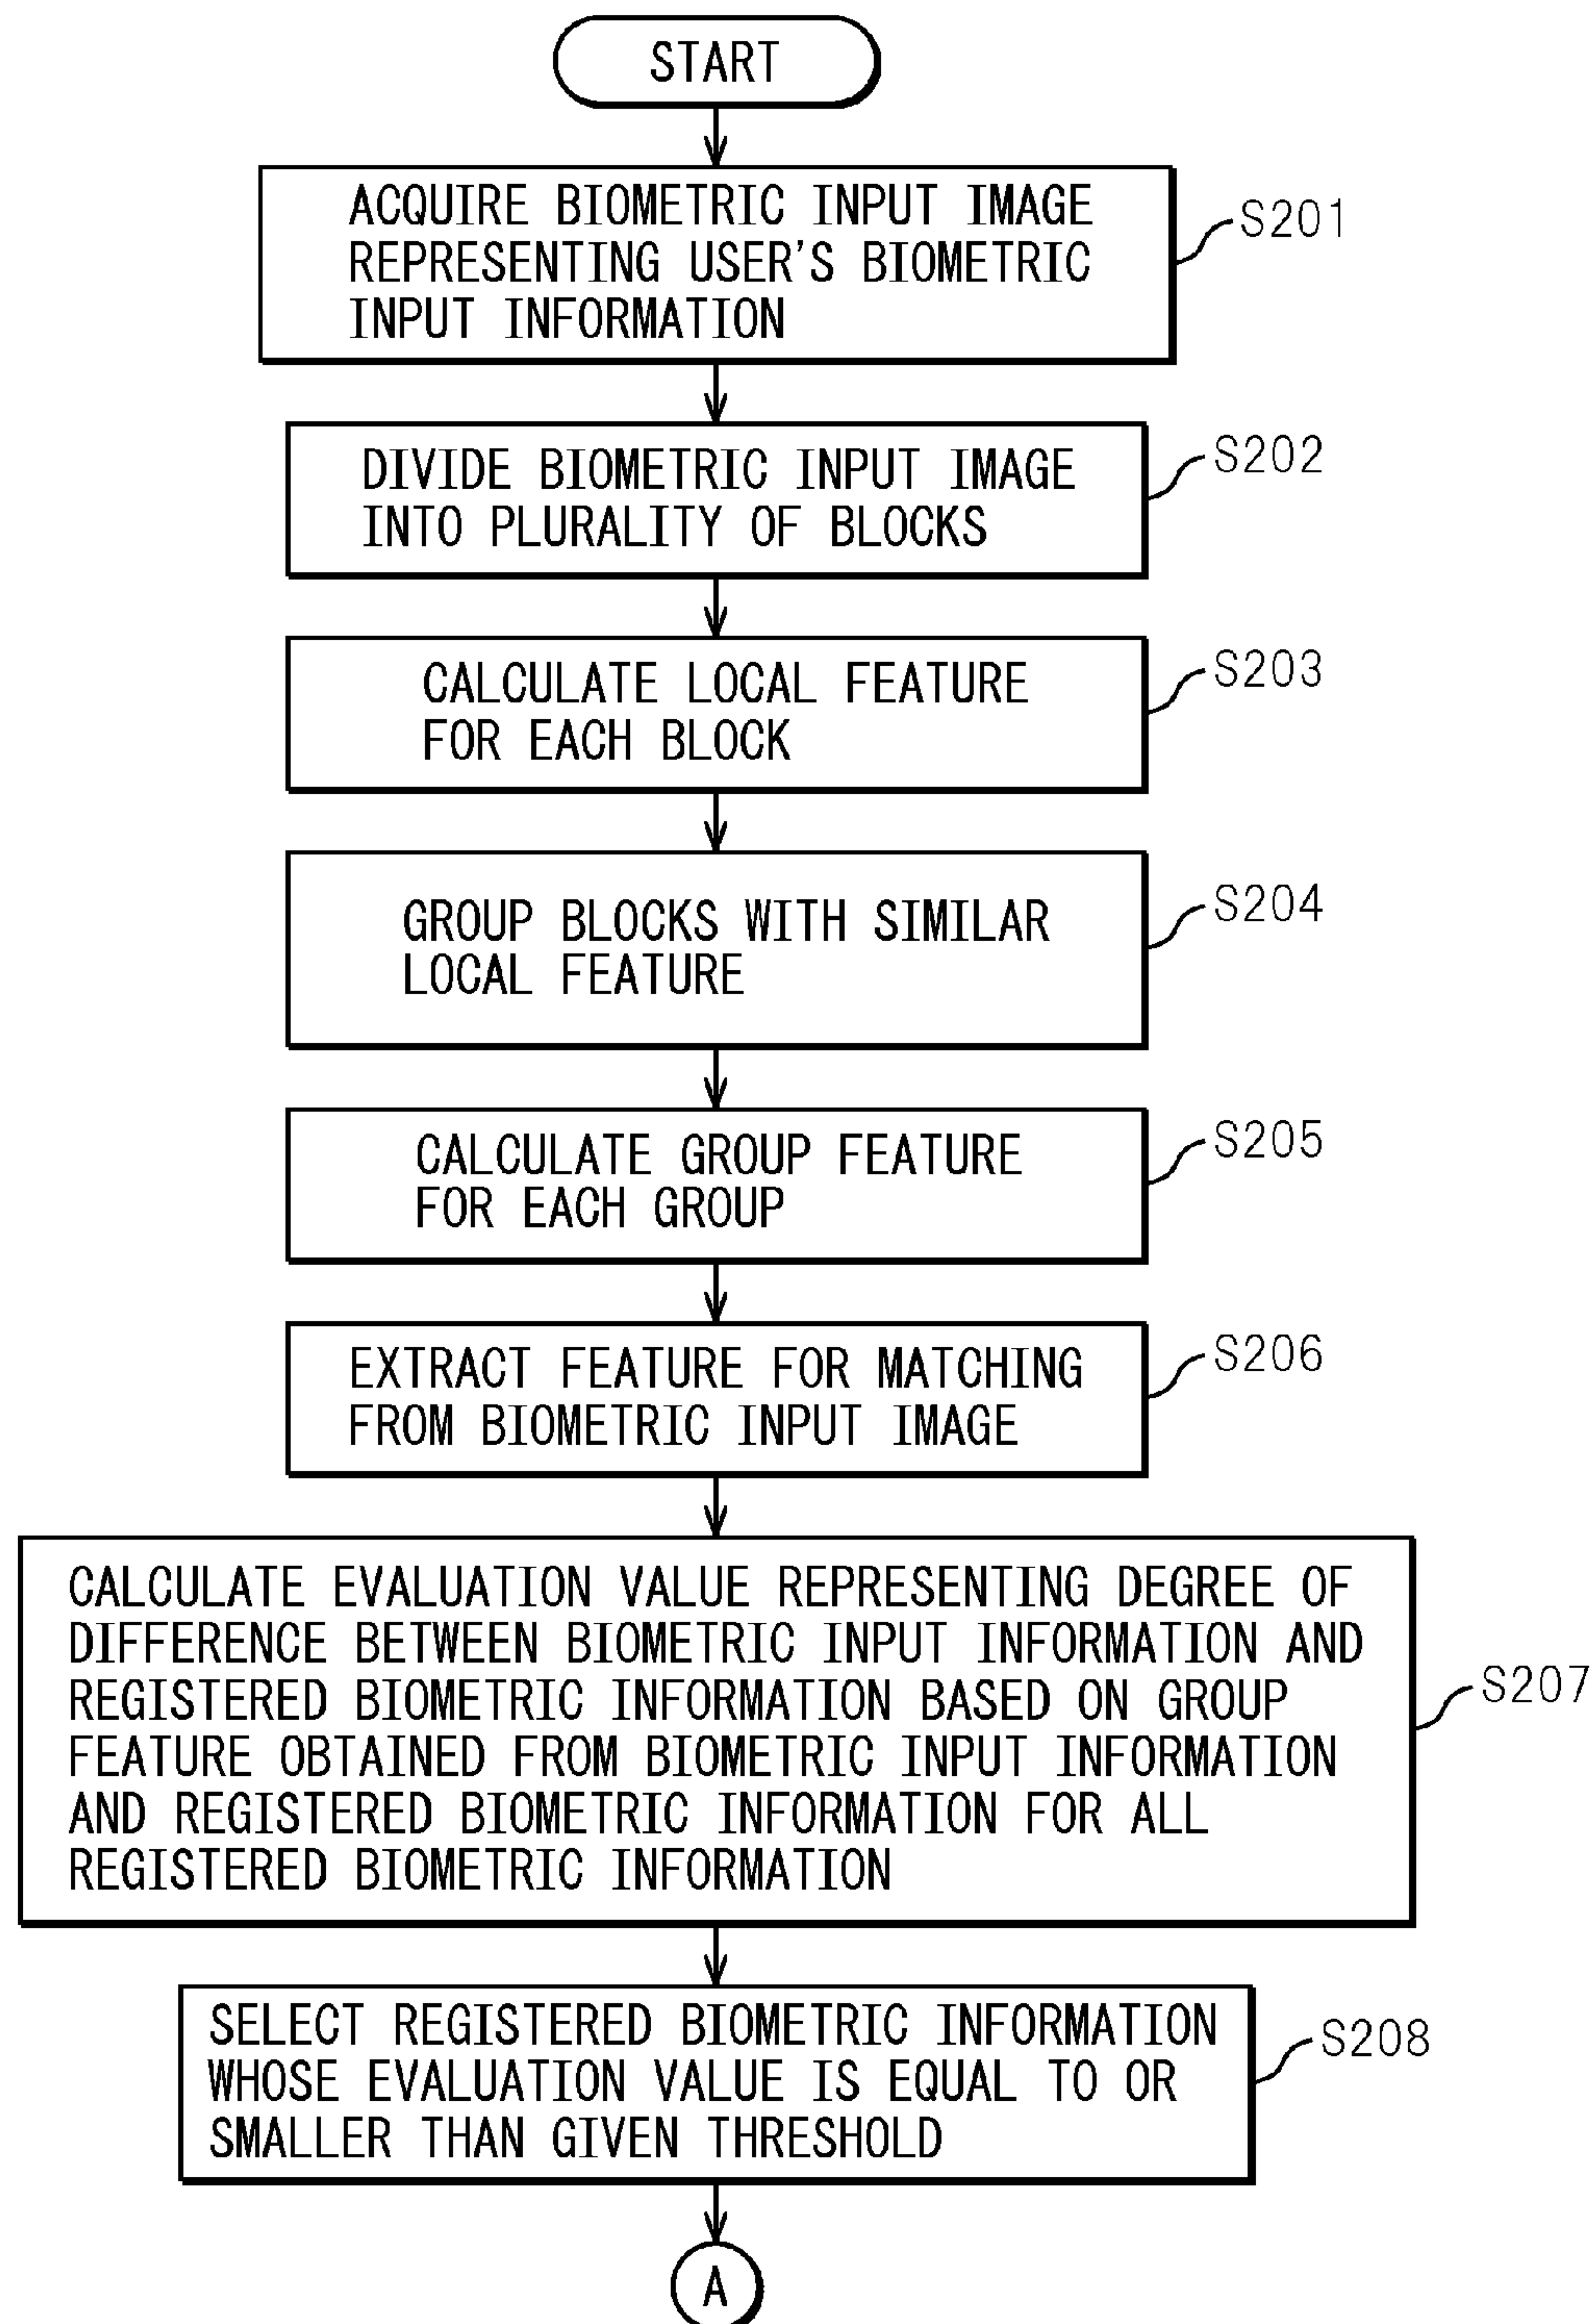 START
ACQUIRE BIOMETRIC INPUT IMAGE
REPRESENTING USER'S BIOMETRIC
INPUT INFORMATION
S201
DIVIDE BIOMETRIC INPUT IMAGE
INTO PLURALITY OF BLOCKS
S202
CALCULATE LOCAL FEATURE
FOR EACH BLOCK
S203
GROUP BLOCKS WITH SIMILAR
LOCAL FEATURE
S204
CALCULATE GROUP FEATURE
FOR EACH GROUP
S205
EXTRACT FEATURE FOR MATCHING
FROM BIOMETRIC INPUT IMAGE
S206
CALCULATE EVALUATION VALUE REPRESENTING DEGREE OF
DIFFERENCE BETWEEN BIOMETRIC INPUT INFORMATION AND
REGISTERED BIOMETRIC INFORMATION BASED ON GROUP
FEATURE OBTAINED FROM BIOMETRIC INPUT INFORMATION
AND REGISTERED BIOMETRIC INFORMATION FOR ALL
REGISTERED BIOMETRIC INFORMATION
S207
SELECT REGISTERED BIOMETRIC INFORMATION
WHOSE EVALUATION VALUE IS EQUAL TO OR
SMALLER THAN GIVEN THRESHOLD
S208
A